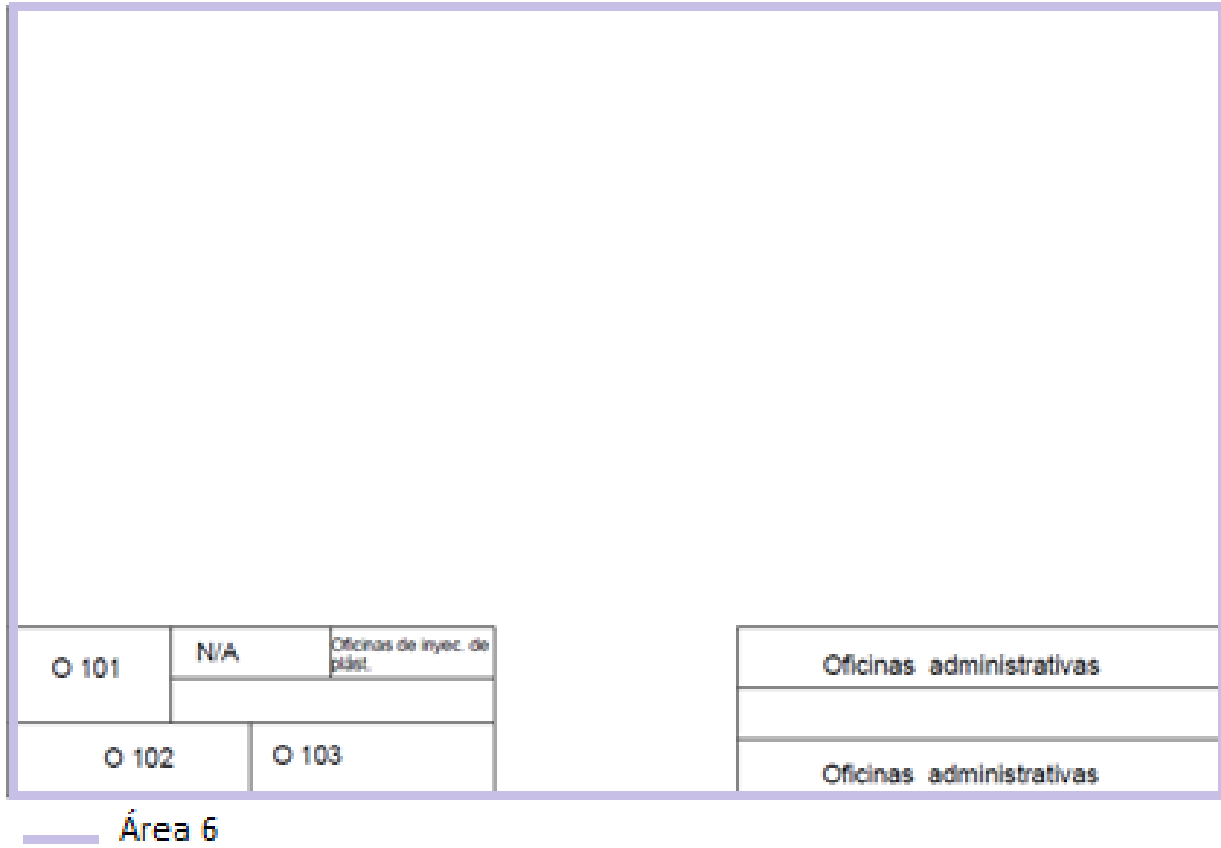 O 101
N/A
Oficinas de inyec. de
plást.
O 102
O 103
Oficinas administrativas
Oficinas administrativas
Área 6